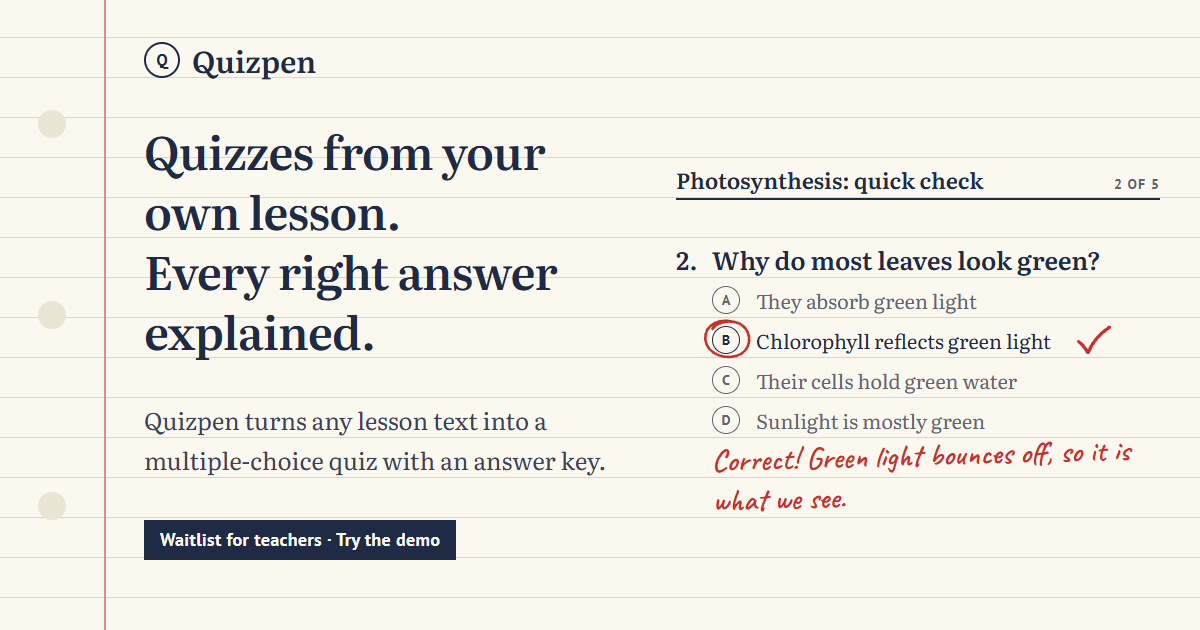 Q Quizpen
Quizzes from your
own lesson.
Every right answer
explained.
Quizpen turns any lesson text into a
multiple-choice quiz with an answer key.
Waitlist for teachers · Try the demo
Photosynthesis: quick check 2 OF 5
2. Why do most leaves look green?
A They absorb green light
B Chlorophyll reflects green light
C Their cells hold green water
D Sunlight is mostly green
Correct! Green light bounces off, so it is
what we see.